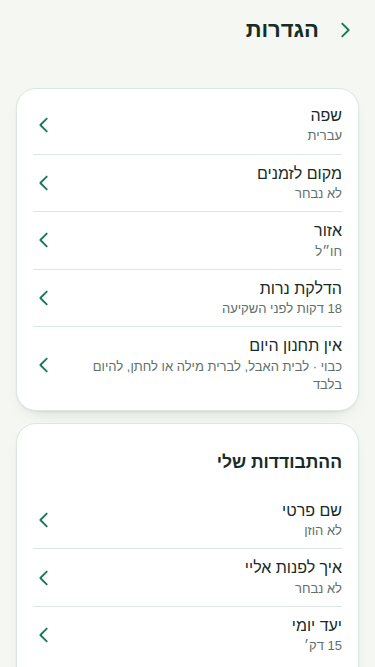 הגדרות
שפה
עברית
מקום לזמנים
לא נבחר
אזור
חו״ל
הדלקת נרות
18 דקות לפני השקיעה
אין תחנון היום
כבוי · לבית האבל, לברית מילה או לחתן, להיום
בלבד
ההתבודדות שלי
שם פרטי
לא הוזן
איך לפנות אליי
לא נבחר
יעד יומי
15 דק׳